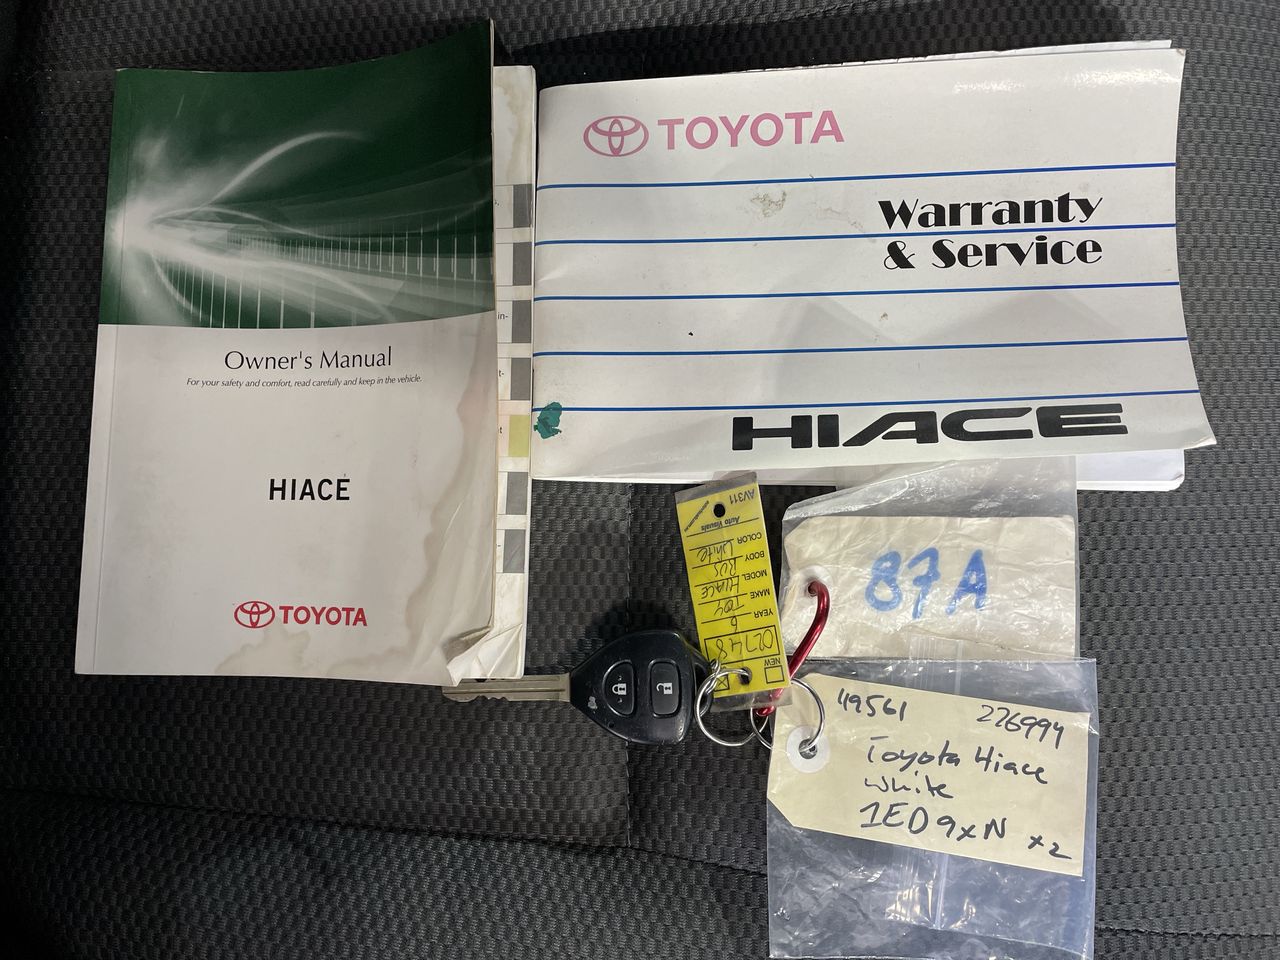 Owner's Manual
For your safety and comfort, read carefully and keep in the vehicle.
HIACE
TOYOTA
in-
TOYOTA
Warranty
& Service
HIACE
AV311
Auto Visuals
COLOR White
BODY BUS
MODEL HIACE
MAKE TOY
YEAR 6
02748
NEW
87A
49561 226994
Toyota Hiace
White
1ED9XN x2